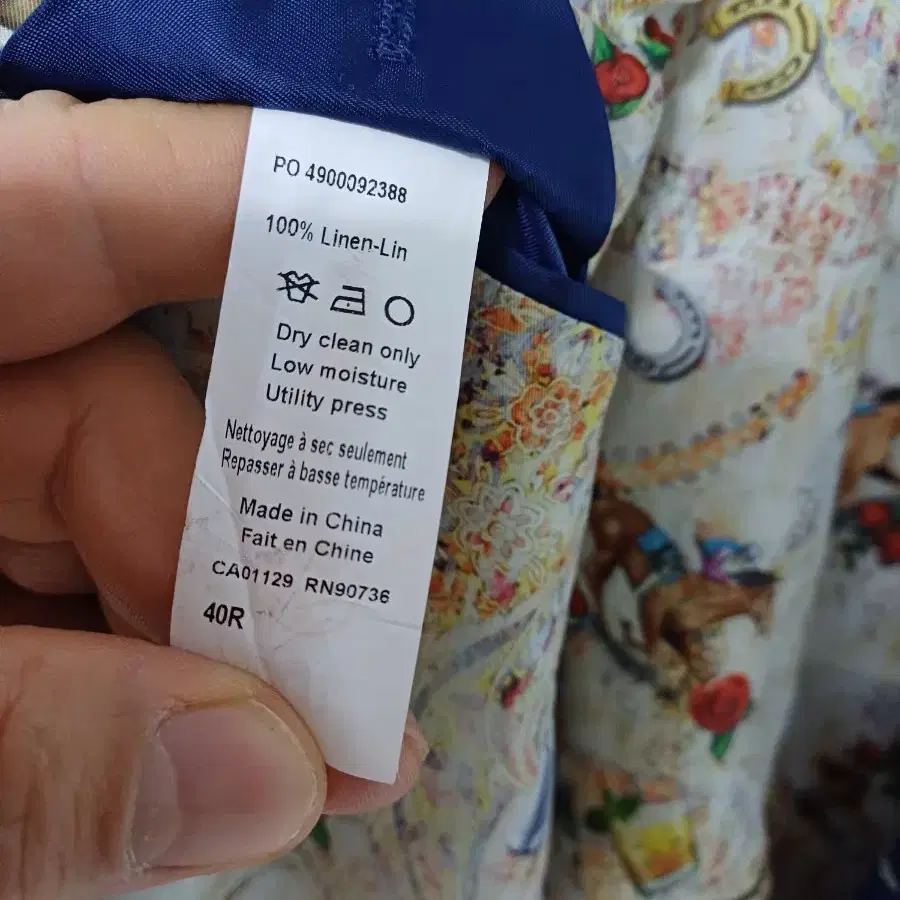 PO 4900092388
100% Linen-Lin
Dry clean only
Low moisture
Utility press
Nettoyage à sec seulement
Repasser à basse température
Made in China
Fait en Chine
CA01129 RN90736
40R